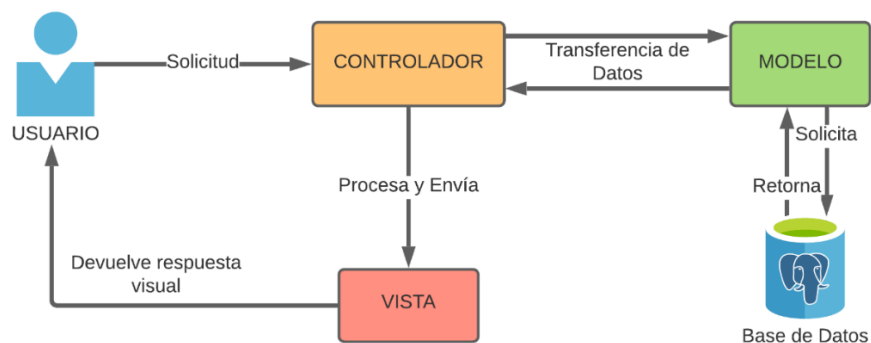 Solicitud
CONTROLADOR
Transferencia de
Datos
MODELO
USUARIO
Solicita
Procesa y Envía
Retorna
Devuelve respuesta
visual
VISTA
Base de Datos